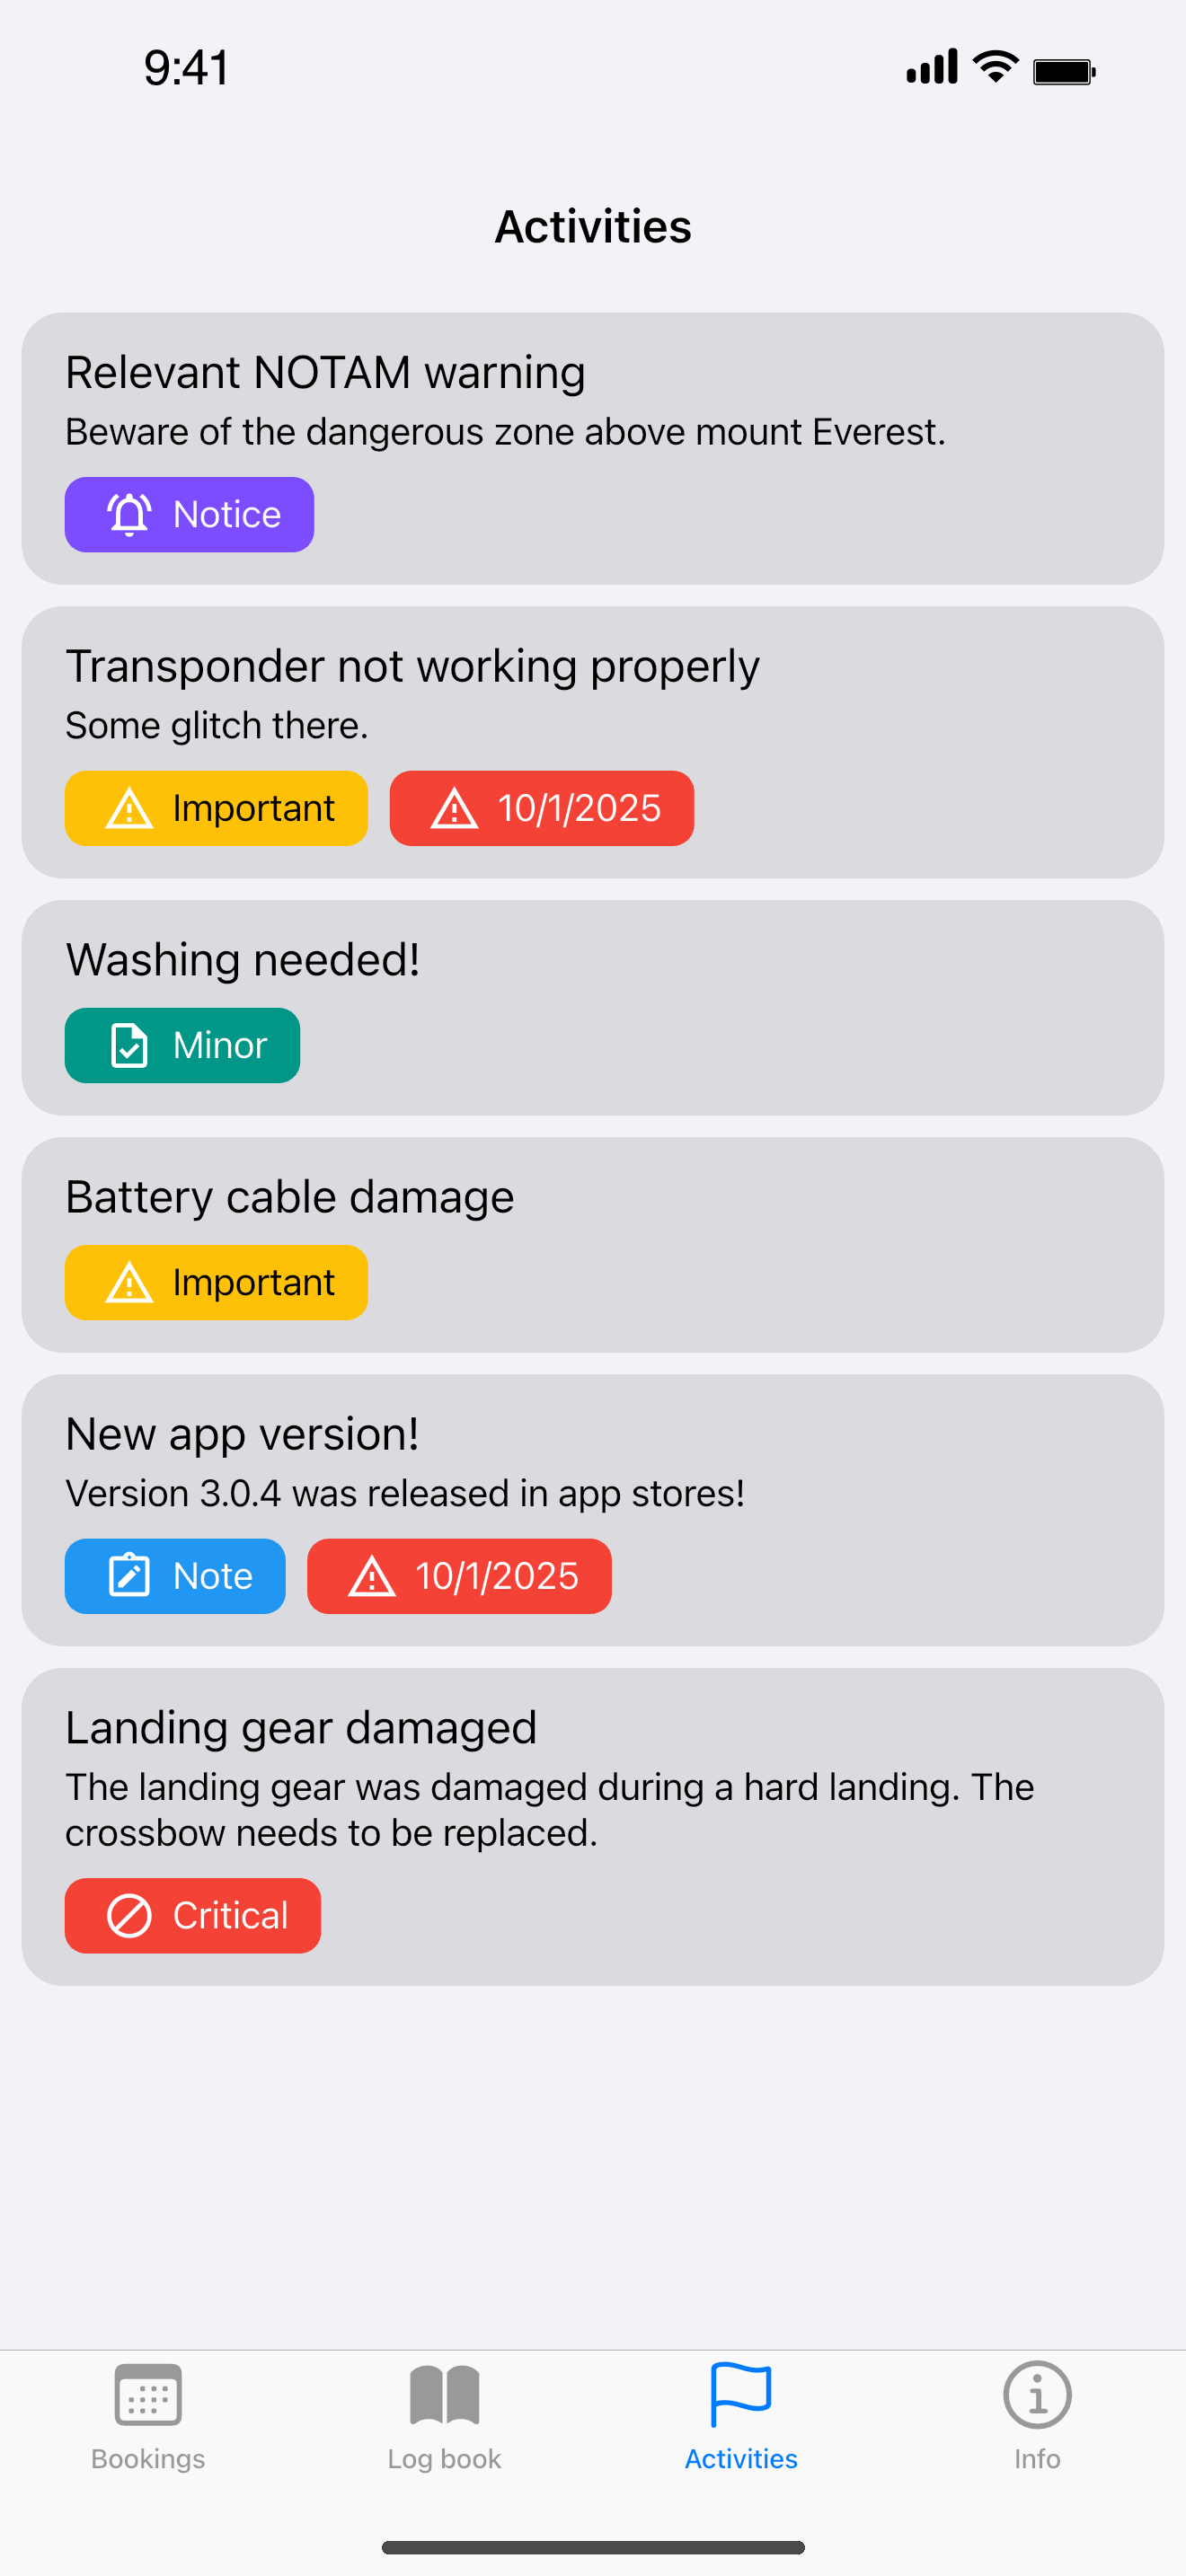 9:41
Activities
Relevant NOTAM warning
Beware of the dangerous zone above mount Everest.
Notice
Transponder not working properly
Some glitch there.
Important 10/1/2025
Washing needed!
Minor
Battery cable damage
Important
New app version!
Version 3.0.4 was released in app stores!
Note 10/1/2025
Landing gear damaged
The landing gear was damaged during a hard landing. The
crossbow needs to be replaced.
Critical
Bookings Log book Activities Info